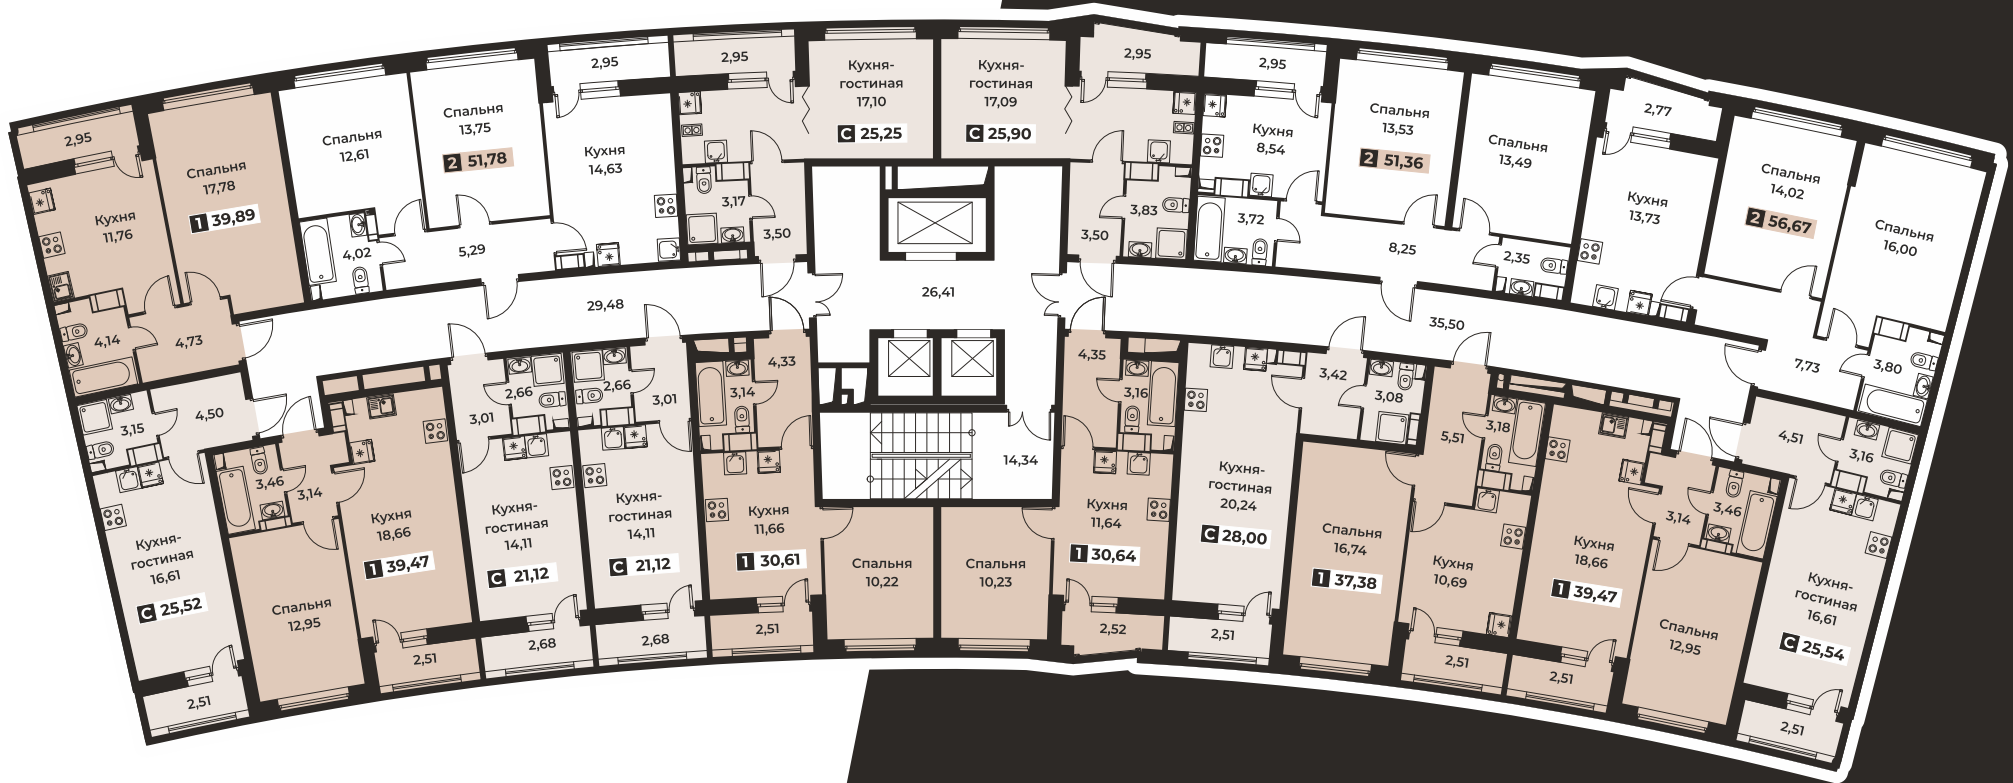 2,95
Спальня
17,78
1 39,89
Кухня
11,76
4,14
4,73
Спальня
12,61
Спальня
13,75
2 51,78
2,95
Кухня
14,63
4,02
5,29
2,95
Кухня-
гостиная
17,10
С 25,25
3,17
3,50
Кухня-
гостиная
17,09
С 25,90
2,95
3,83
3,50
2,95
Кухня
8,54
3,72
Спальня
13,53
2 51,36
Спальня
13,49
8,25
2,35
2,77
Кухня
13,73
Спальня
14,02
2 56,67
Спальня
16,00
7,73
3,80
29,48
26,41
35,50
14,34
4,50
3,15
Кухня-
гостиная
16,61
С 25,52
2,51
3,46
3,14
Спальня
12,95
Кухня
18,66
1 39,47
2,51
3,01
2,66
Кухня-
гостиная
14,11
С 21,12
2,68
2,66
3,01
Кухня-
гостиная
14,11
С 21,12
2,68
4,33
3,14
Кухня
11,66
1 30,61
2,51
Спальня
10,22
Спальня
10,23
4,35
3,16
Кухня
11,64
1 30,64
2,52
3,42
3,08
Кухня-
гостиная
20,24
С 28,00
2,51
Спальня
16,74
1 37,38
5,51
Кухня
10,69
2,51
3,18
Кухня
18,66
1 39,47
2,51
3,14
3,46
Спальня
12,95
4,51
3,16
Кухня-
гостиная
16,61
С 25,54
2,51